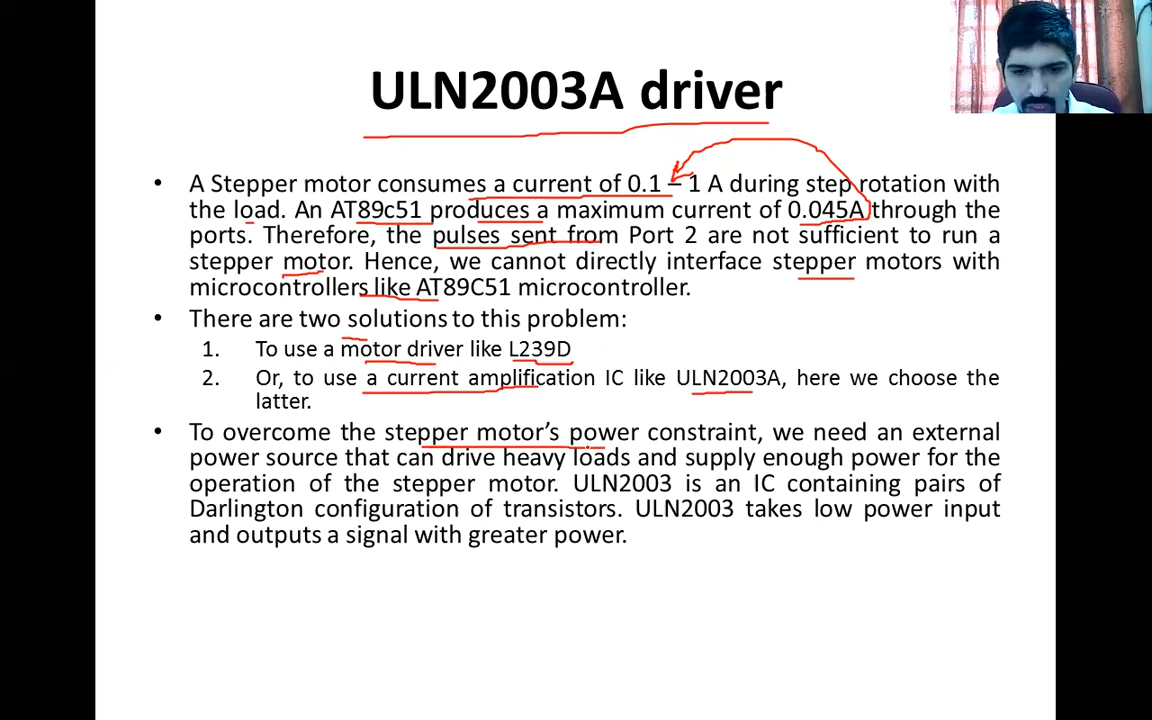 ULN2003A driver
• A Stepper motor consumes a current of 0.1 – 1 A during step rotation with
the load. An AT89c51 produces a maximum current of 0.045A through the
ports. Therefore, the pulses sent from Port 2 are not sufficient to run a
stepper motor. Hence, we cannot directly interface stepper motors with
microcontrollers like AT89C51 microcontroller.
• There are two solutions to this problem:
1. To use a motor driver like L239D
2. Or, to use a current amplification IC like ULN2003A, here we choose the
latter.
• To overcome the stepper motor’s power constraint, we need an external
power source that can drive heavy loads and supply enough power for the
operation of the stepper motor. ULN2003 is an IC containing pairs of
Darlington configuration of transistors. ULN2003 takes low power input
and outputs a signal with greater power.